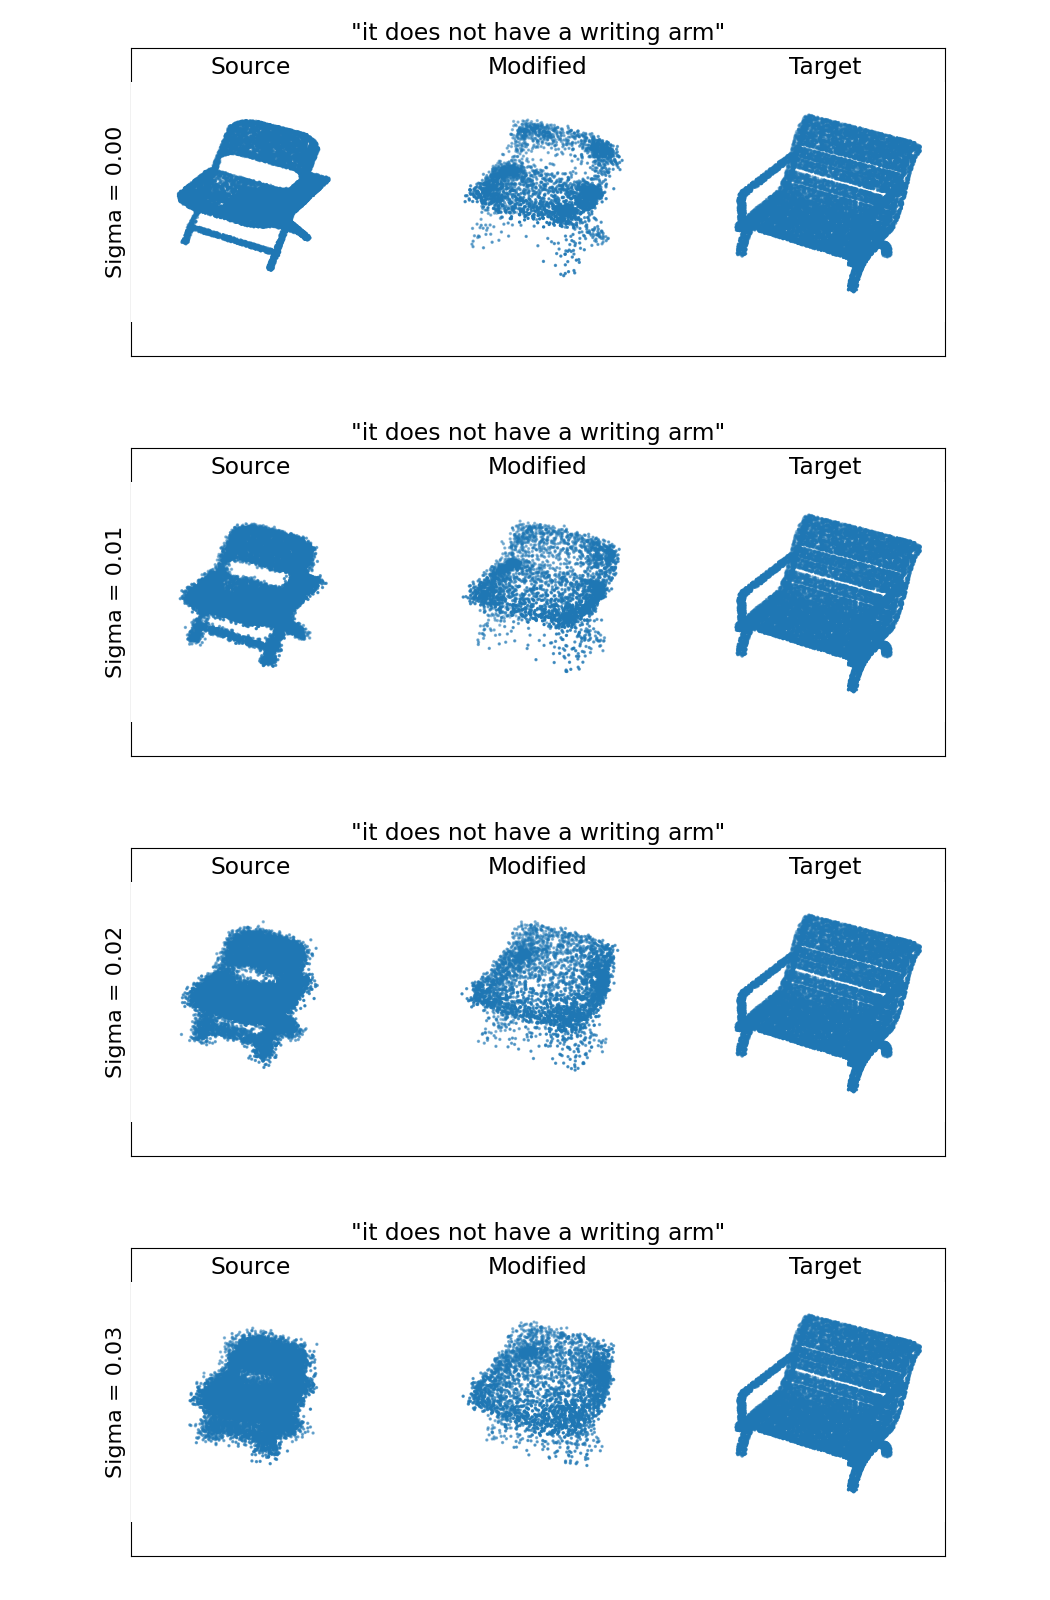 "it does not have a writing arm"
Source Modified Target
Sigma = 0.00
"it does not have a writing arm"
Source Modified Target
Sigma = 0.01
"it does not have a writing arm"
Source Modified Target
Sigma = 0.02
"it does not have a writing arm"
Source Modified Target
Sigma = 0.03